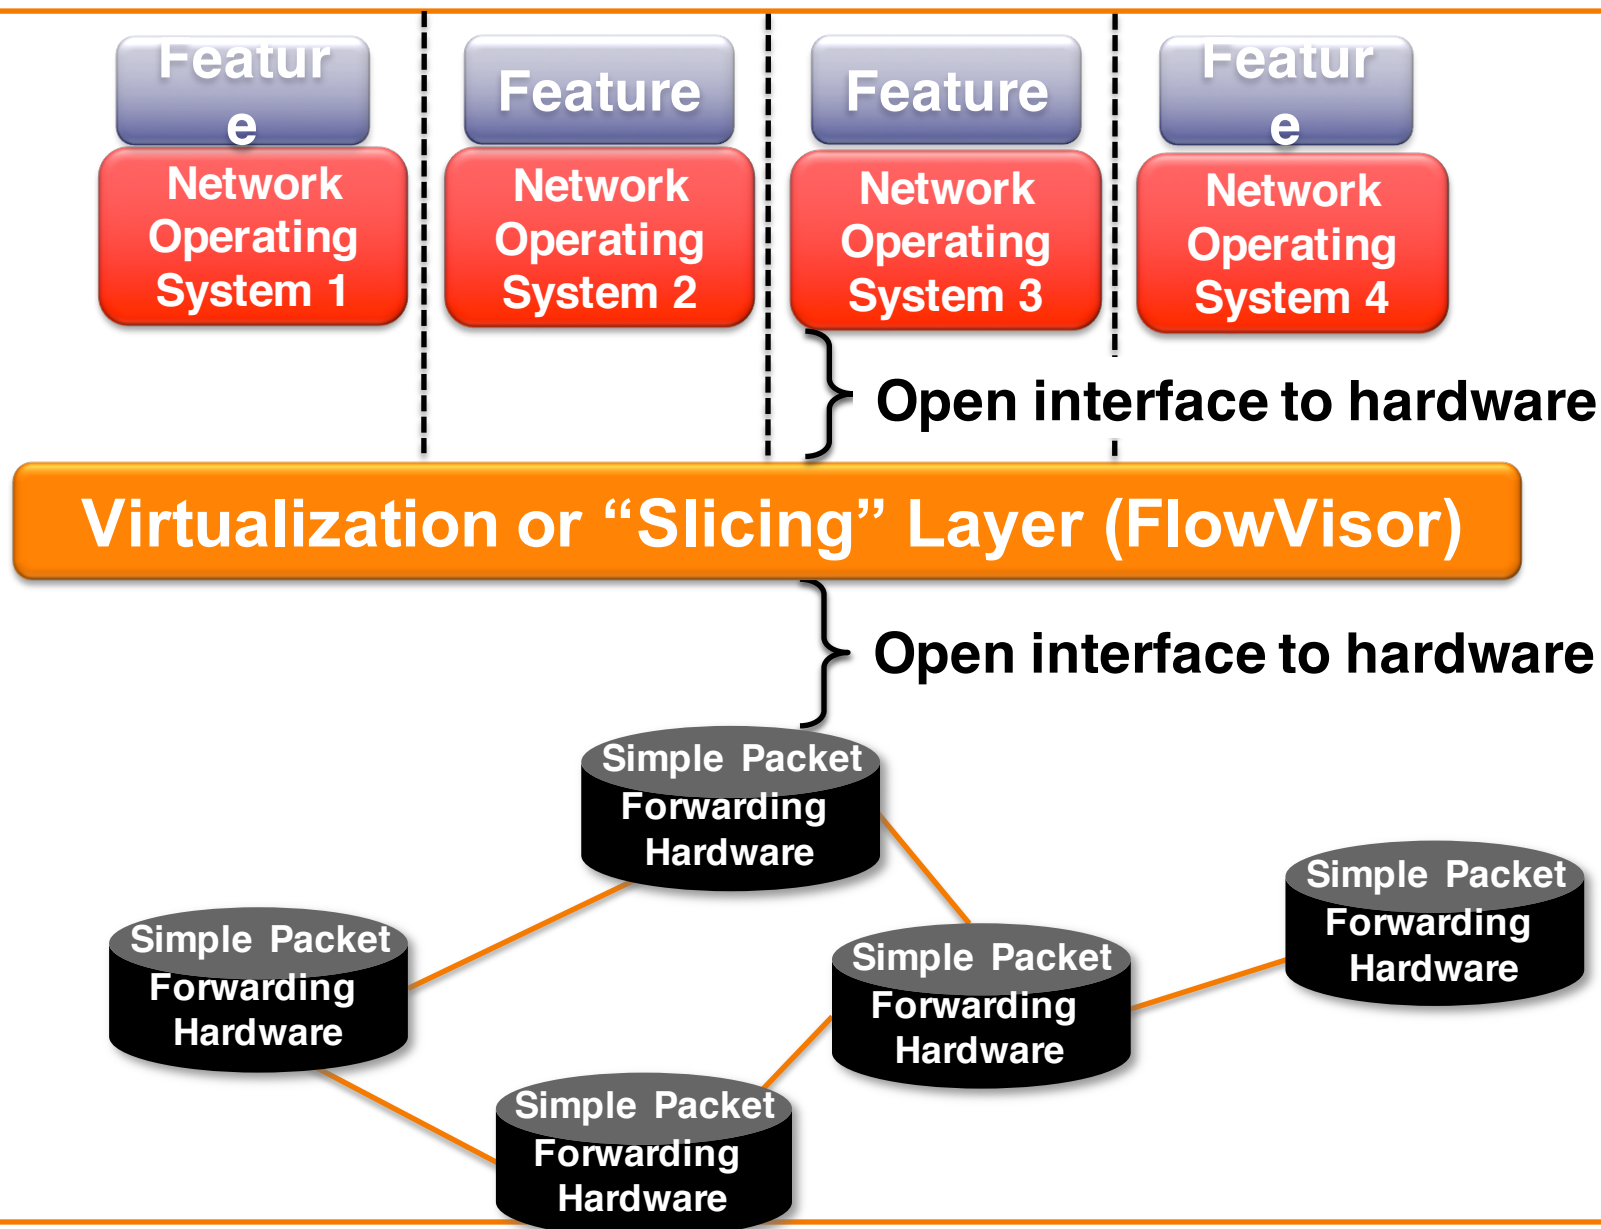 Featur
e
Feature
Feature
Featur
e
Network
Operating
System 1
Network
Operating
System 2
Network
Operating
System 3
Network
Operating
System 4
Open interface to hardware
Virtualization or “Slicing” Layer (FlowVisor)
Open interface to hardware
Simple Packet
Forwarding
Hardware
Simple Packet
Forwarding
Hardware
Simple Packet
Forwarding
Hardware
Simple Packet
Forwarding
Hardware
Simple Packet
Forwarding
Hardware